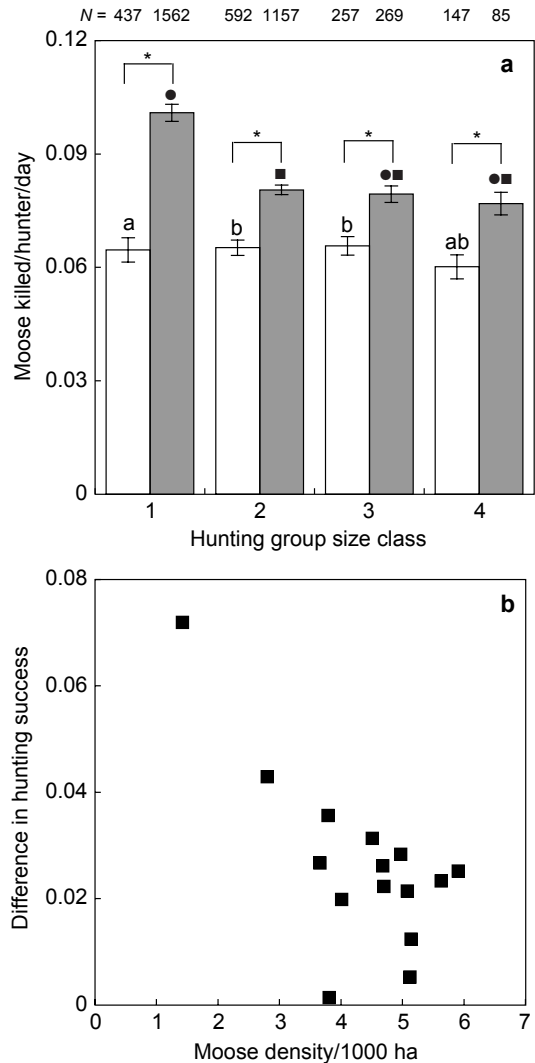 N = 437 1562 592 1157 257 269 147 85
0.12
a
*
*
*
*
0.09
a
b
b
ab
0.06
0.03
0
Moose killed/hunter/day
1 2 3 4
Hunting group size class
0.08
b
0.06
0.04
0.02
0
Difference in hunting success
0 1 2 3 4 5 6 7
Moose density/1000 ha